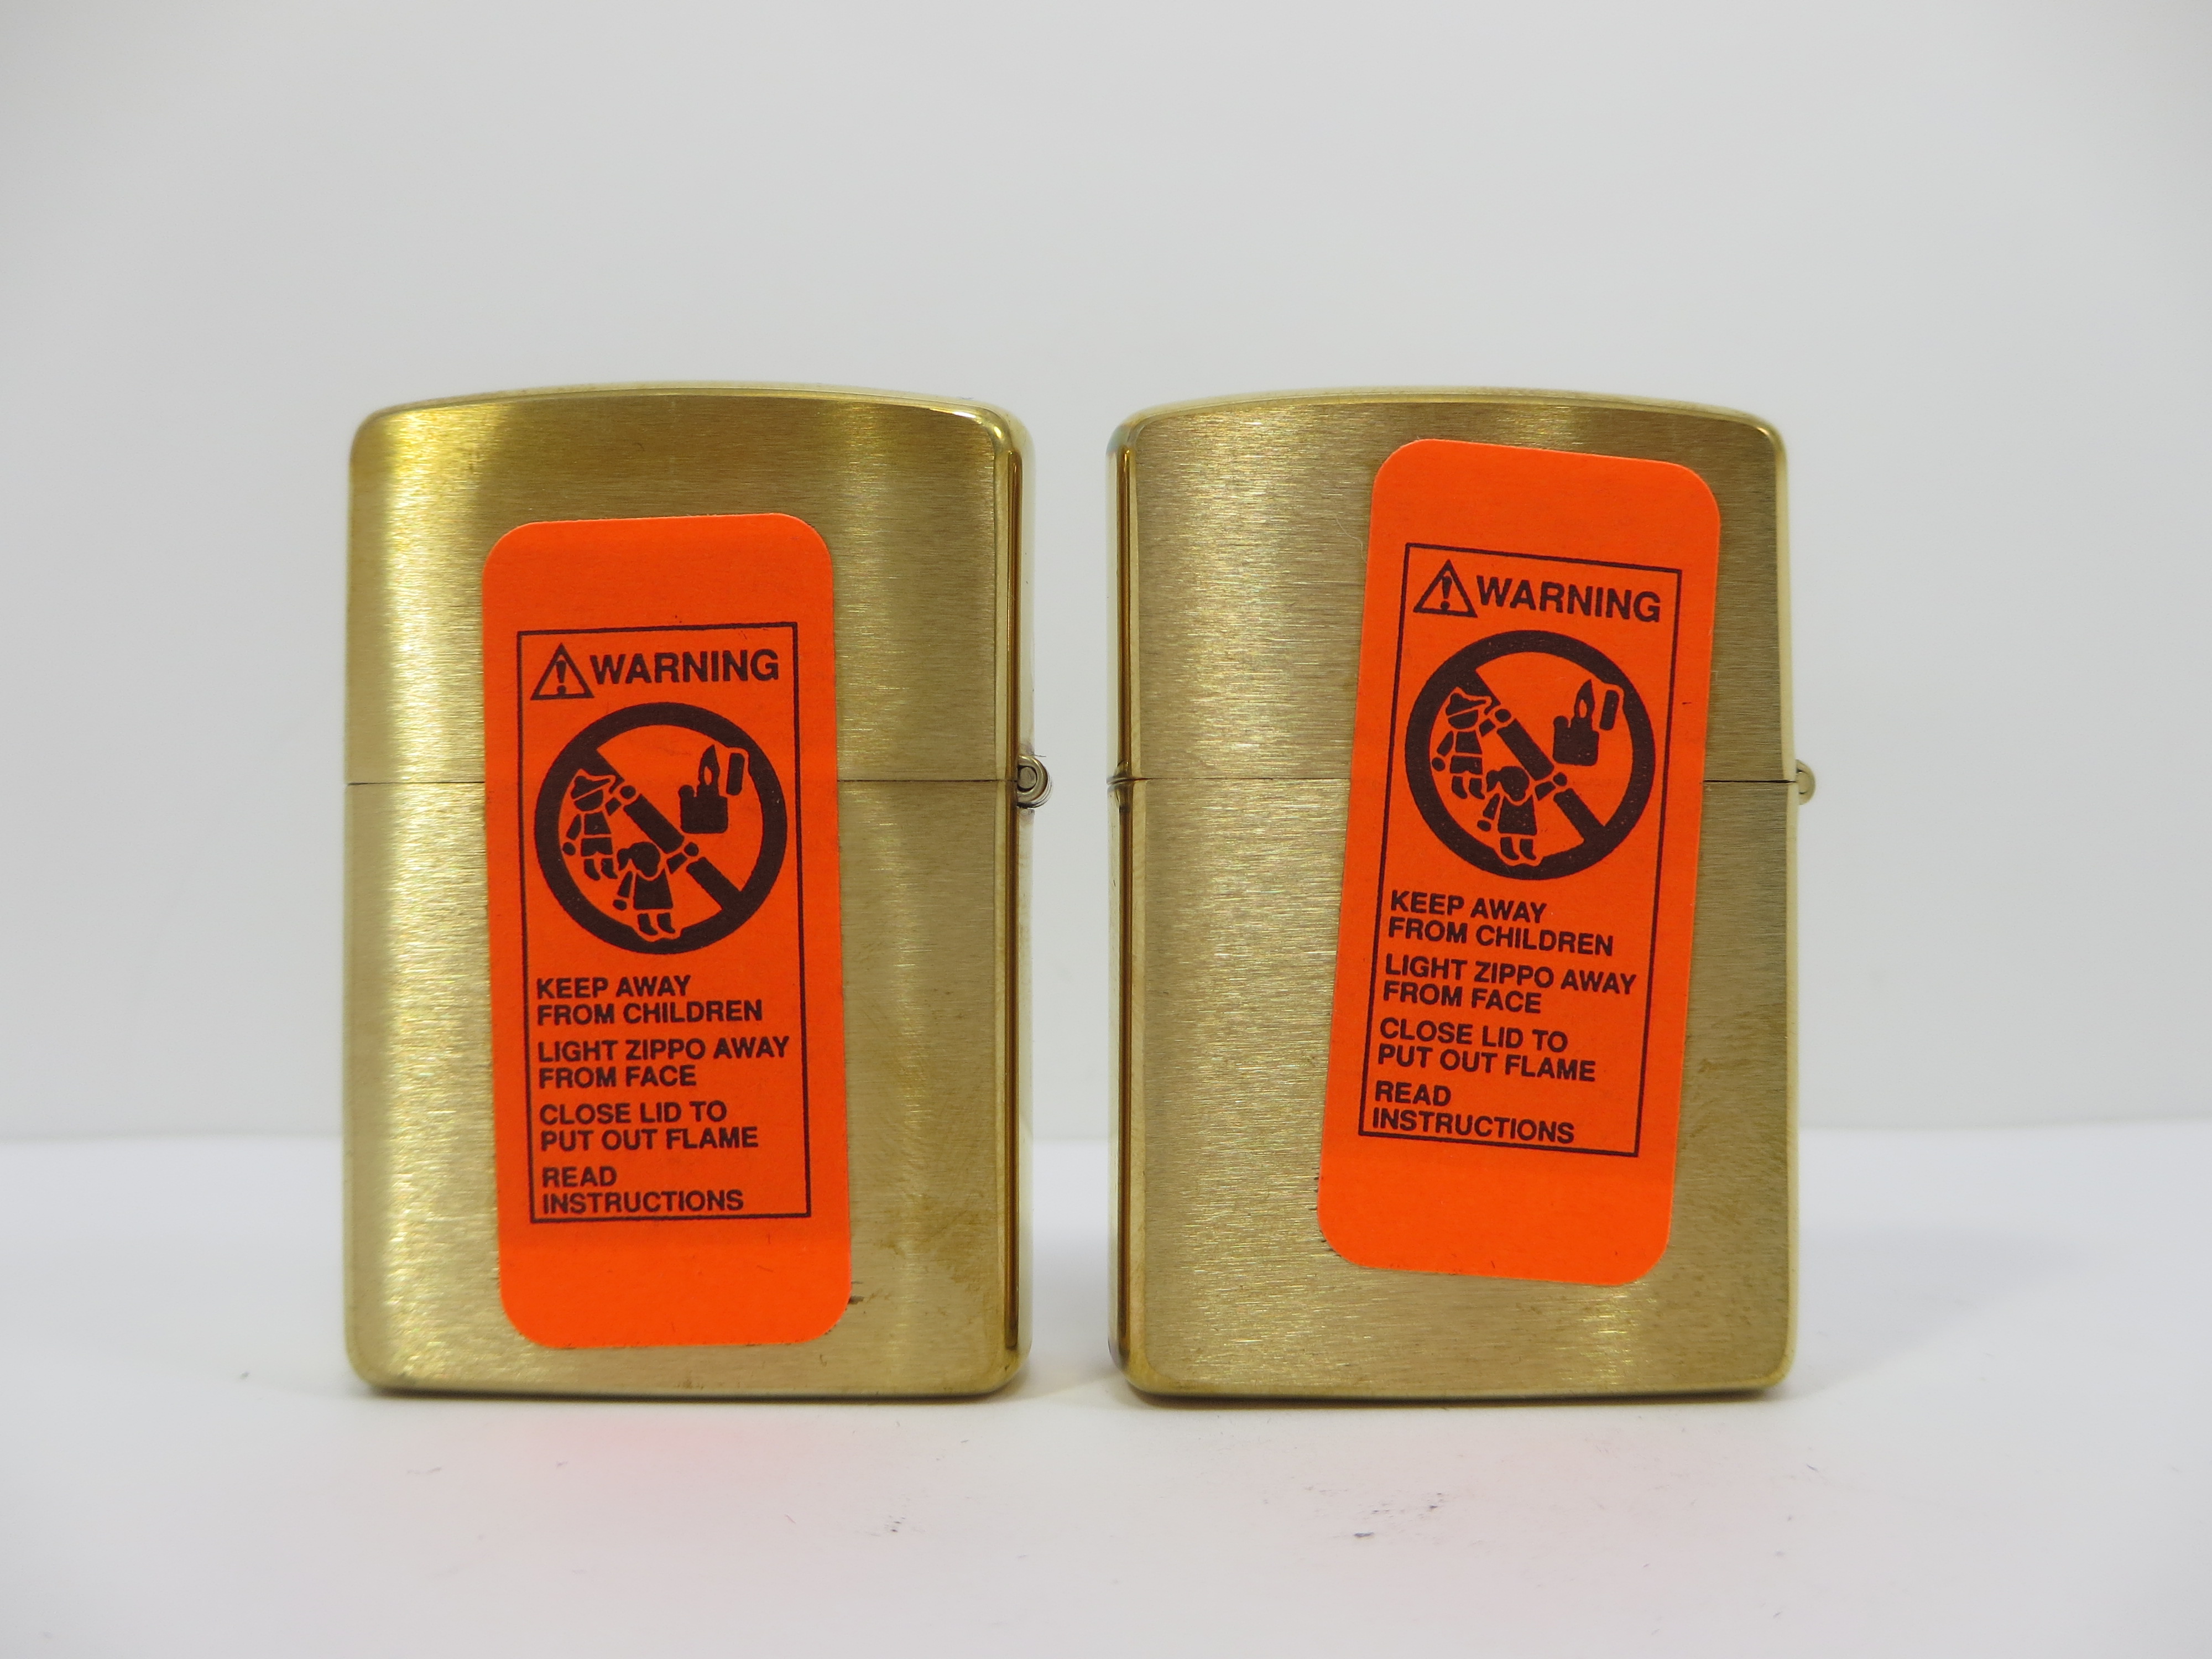 WARNING
KEEP AWAY
FROM CHILDREN
LIGHT ZIPPO AWAY
FROM FACE
CLOSE LID TO
PUT OUT FLAME
READ
INSTRUCTIONS
WARNING
KEEP AWAY
FROM CHILDREN
LIGHT ZIPPO AWAY
FROM FACE
CLOSE LID TO
PUT OUT FLAME
READ
INSTRUCTIONS